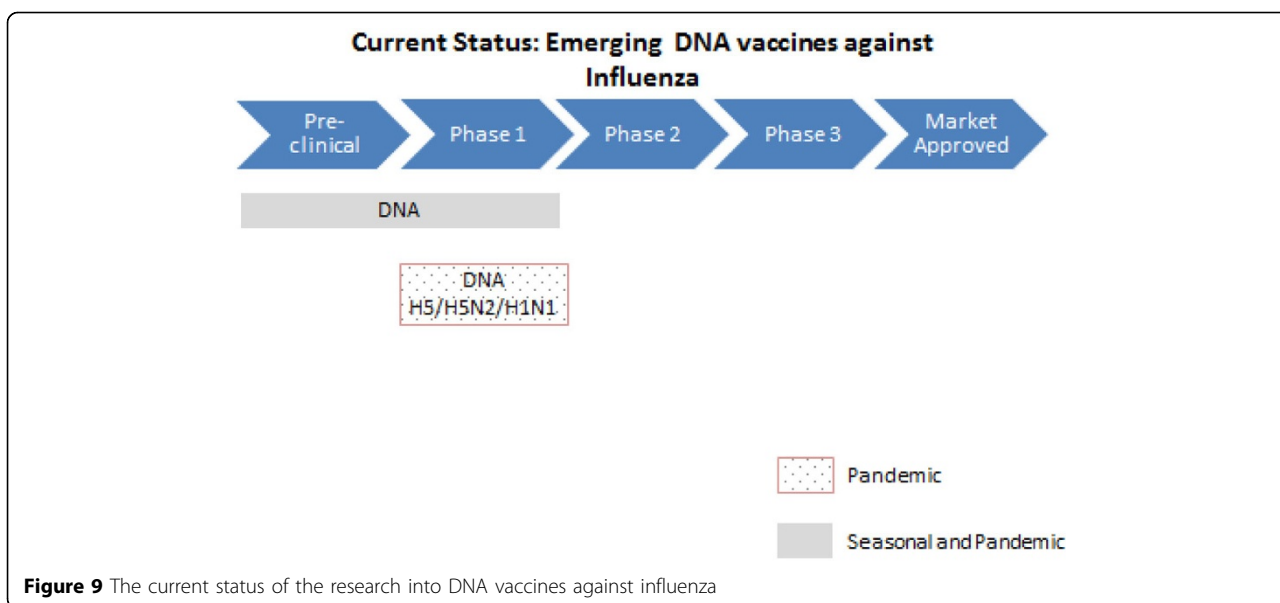 Current Status: Emerging DNA vaccines against
Influenza
Pre-
clinical
Phase 1
Phase 2
Phase 3
Market
Approved
DNA
DNA
H5/H5N2/H1N1
Pandemic
Seasonal and Pandemic
Figure 9 The current status of the research into DNA vaccines against influenza